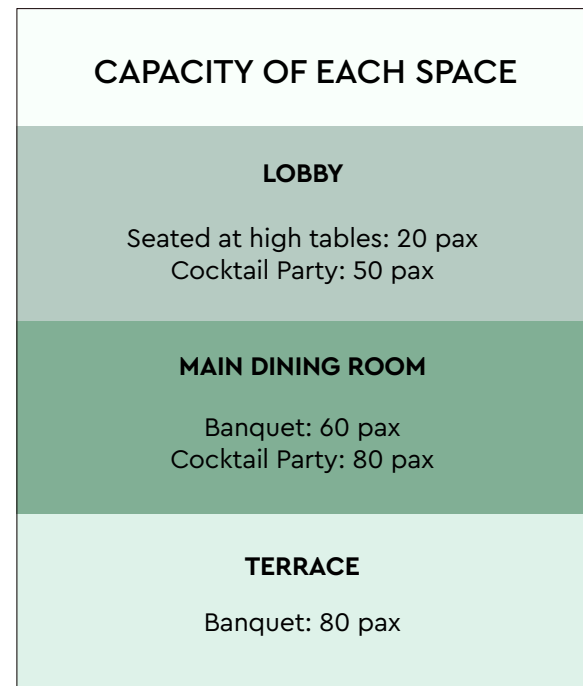 CAPACITY OF EACH SPACE
LOBBY
Seated at high tables: 20 pax
Cocktail Party: 50 pax
MAIN DINING ROOM
Banquet: 60 pax
Cocktail Party: 80 pax
TERRACE
Banquet: 80 pax